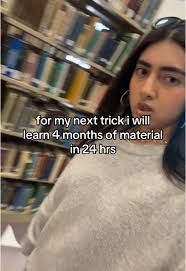 for my next trick i will
learn 4 months of material
in 24 hrs